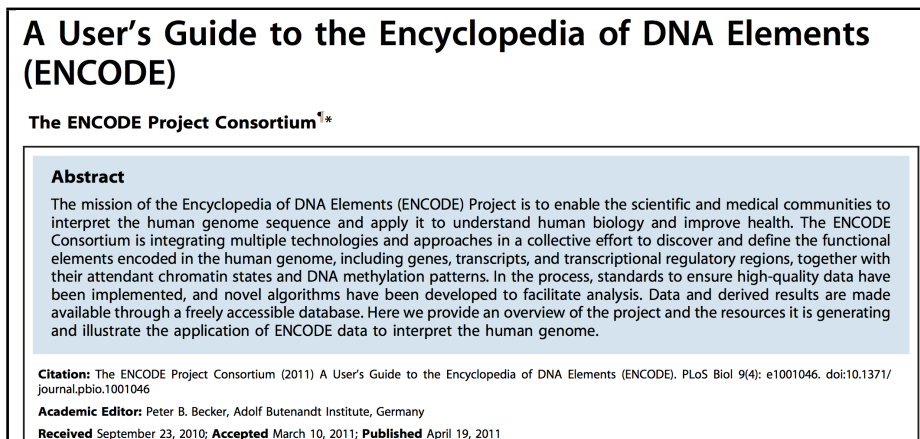 A User's Guide to the Encyclopedia of DNA Elements
(ENCODE)
The ENCODE Project Consortium¶*
Abstract
The mission of the Encyclopedia of DNA Elements (ENCODE) Project is to enable the scientific and medical communities to
interpret the human genome sequence and apply it to understand human biology and improve health. The ENCODE
Consortium is integrating multiple technologies and approaches in a collective effort to discover and define the functional
elements encoded in the human genome, including genes, transcripts, and transcriptional regulatory regions, together with
their attendant chromatin states and DNA methylation patterns. In the process, standards to ensure high-quality data have
been implemented, and novel algorithms have been developed to facilitate analysis. Data and derived results are made
available through a freely accessible database. Here we provide an overview of the project and the resources it is generating
and illustrate the application of ENCODE data to interpret the human genome.
Citation: The ENCODE Project Consortium (2011) A User's Guide to the Encyclopedia of DNA Elements (ENCODE). PLoS Biol 9(4): e1001046. doi:10.1371/
journal.pbio.1001046
Academic Editor: Peter B. Becker, Adolf Butenandt Institute, Germany
Received September 23, 2010; Accepted March 10, 2011; Published April 19, 2011